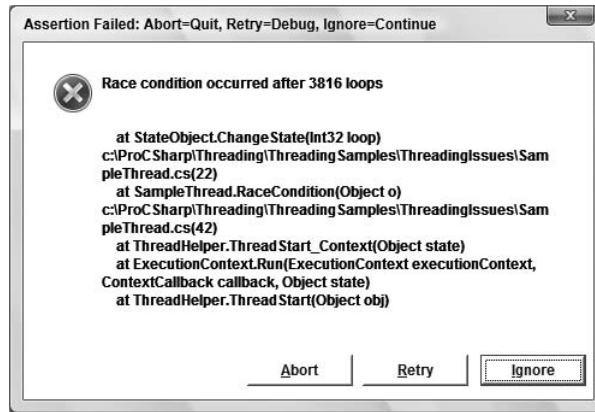 Assertion Failed: Abort=Quit, Retry=Debug, Ignore=Continue
Race condition occurred after 3816 loops
at StateObject.ChangeState(Int32 loop)
c:\ProCSharp\Threading\ThreadingSamples\ThreadingIssues\Sam
pleThread.cs(22)
at SampleThread.RaceCondition(Object o)
c:\ProCSharp\Threading\ThreadingSamples\ThreadingIssues\Sam
pleThread.cs(42)
at ThreadHelper.ThreadStart_Context(Object state)
at ExecutionContext.Run(ExecutionContext executionContext,
ContextCallback callback, Object state)
at ThreadHelper.ThreadStart(Object obj)
Abort Retry Ignore